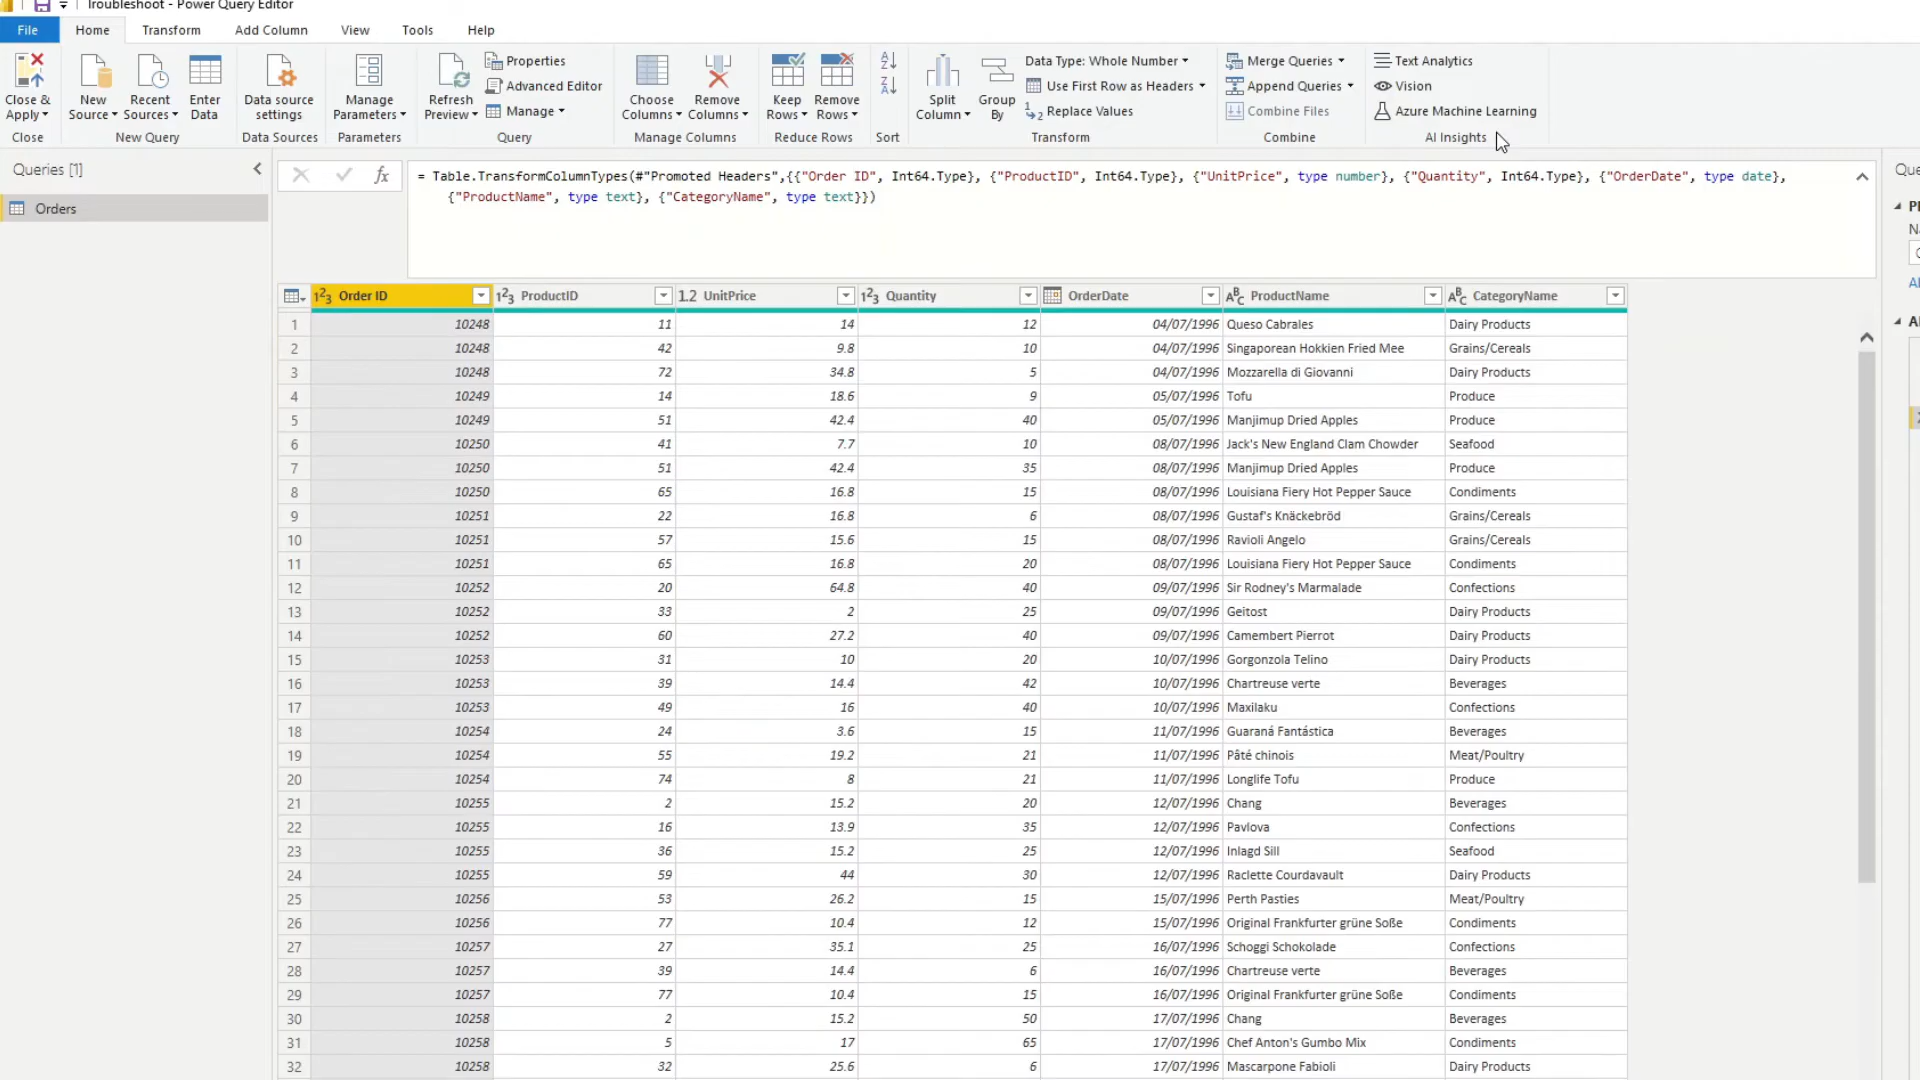 Troubleshoot - Power Query Editor
File Home Transform Add Column View Tools Help
Close & Apply
Close
New Source
Recent Sources
Enter Data
New Query
Data source settings
Data Sources
Manage Parameters
Parameters
Refresh Preview
Properties
Advanced Editor
Manage
Query
Choose Columns
Remove Columns
Manage Columns
Keep Rows
Remove Rows
Reduce Rows
Sort
Split Column
Group By
Data Type: Whole Number
Use First Row as Headers
Replace Values
Transform
Merge Queries
Append Queries
Combine Files
Combine
Text Analytics
Vision
Azure Machine Learning
AI Insights
Queries [1]
Orders
fx
= Table.TransformColumnTypes(#"Promoted Headers",{{"Order ID", Int64.Type}, {"ProductID", Int64.Type}, {"UnitPrice", type number}, {"Quantity", Int64.Type}, {"OrderDate", type date},
{"ProductName", type text}, {"CategoryName", type text}})
Order ID ProductID UnitPrice Quantity OrderDate ProductName CategoryName
1 10248 11 14 12 04/07/1996 Queso Cabrales Dairy Products
2 10248 42 9.8 10 04/07/1996 Singaporean Hokkien Fried Mee Grains/Cereals
3 10248 72 34.8 5 04/07/1996 Mozzarella di Giovanni Dairy Products
4 10249 14 18.6 9 05/07/1996 Tofu Produce
5 10249 51 42.4 40 05/07/1996 Manjimup Dried Apples Produce
6 10250 41 7.7 10 08/07/1996 Jack's New England Clam Chowder Seafood
7 10250 51 42.4 35 08/07/1996 Manjimup Dried Apples Produce
8 10250 65 16.8 15 08/07/1996 Louisiana Fiery Hot Pepper Sauce Condiments
9 10251 22 16.8 6 08/07/1996 Gustaf's Knäckebröd Grains/Cereals
10 10251 57 15.6 15 08/07/1996 Ravioli Angelo Grains/Cereals
11 10251 65 16.8 20 08/07/1996 Louisiana Fiery Hot Pepper Sauce Condiments
12 10252 20 64.8 40 09/07/1996 Sir Rodney's Marmalade Confections
13 10252 33 2 25 09/07/1996 Geitost Dairy Products
14 10252 60 27.2 40 09/07/1996 Camembert Pierrot Dairy Products
15 10253 31 10 20 10/07/1996 Gorgonzola Telino Dairy Products
16 10253 39 14.4 42 10/07/1996 Chartreuse verte Beverages
17 10253 49 16 40 10/07/1996 Maxilaku Confections
18 10254 24 3.6 15 11/07/1996 Guaraná Fantástica Beverages
19 10254 55 19.2 21 11/07/1996 Pâté chinois Meat/Poultry
20 10254 74 8 21 11/07/1996 Longlife Tofu Produce
21 10255 2 15.2 20 12/07/1996 Chang Beverages
22 10255 16 13.9 35 12/07/1996 Pavlova Confections
23 10255 36 15.2 25 12/07/1996 Inlagd Sill Seafood
24 10255 59 44 30 12/07/1996 Raclette Courdavault Dairy Products
25 10256 53 26.2 15 15/07/1996 Perth Pasties Meat/Poultry
26 10256 77 10.4 12 15/07/1996 Original Frankfurter grüne Soße Condiments
27 10257 27 35.1 25 16/07/1996 Schoggi Schokolade Confections
28 10257 39 14.4 6 16/07/1996 Chartreuse verte Beverages
29 10257 77 10.4 15 16/07/1996 Original Frankfurter grüne Soße Condiments
30 10258 2 15.2 50 17/07/1996 Chang Beverages
31 10258 5 17 65 17/07/1996 Chef Anton's Gumbo Mix Condiments
32 10258 32 25.6 6 17/07/1996 Mascarpone Fabioli Dairy Products